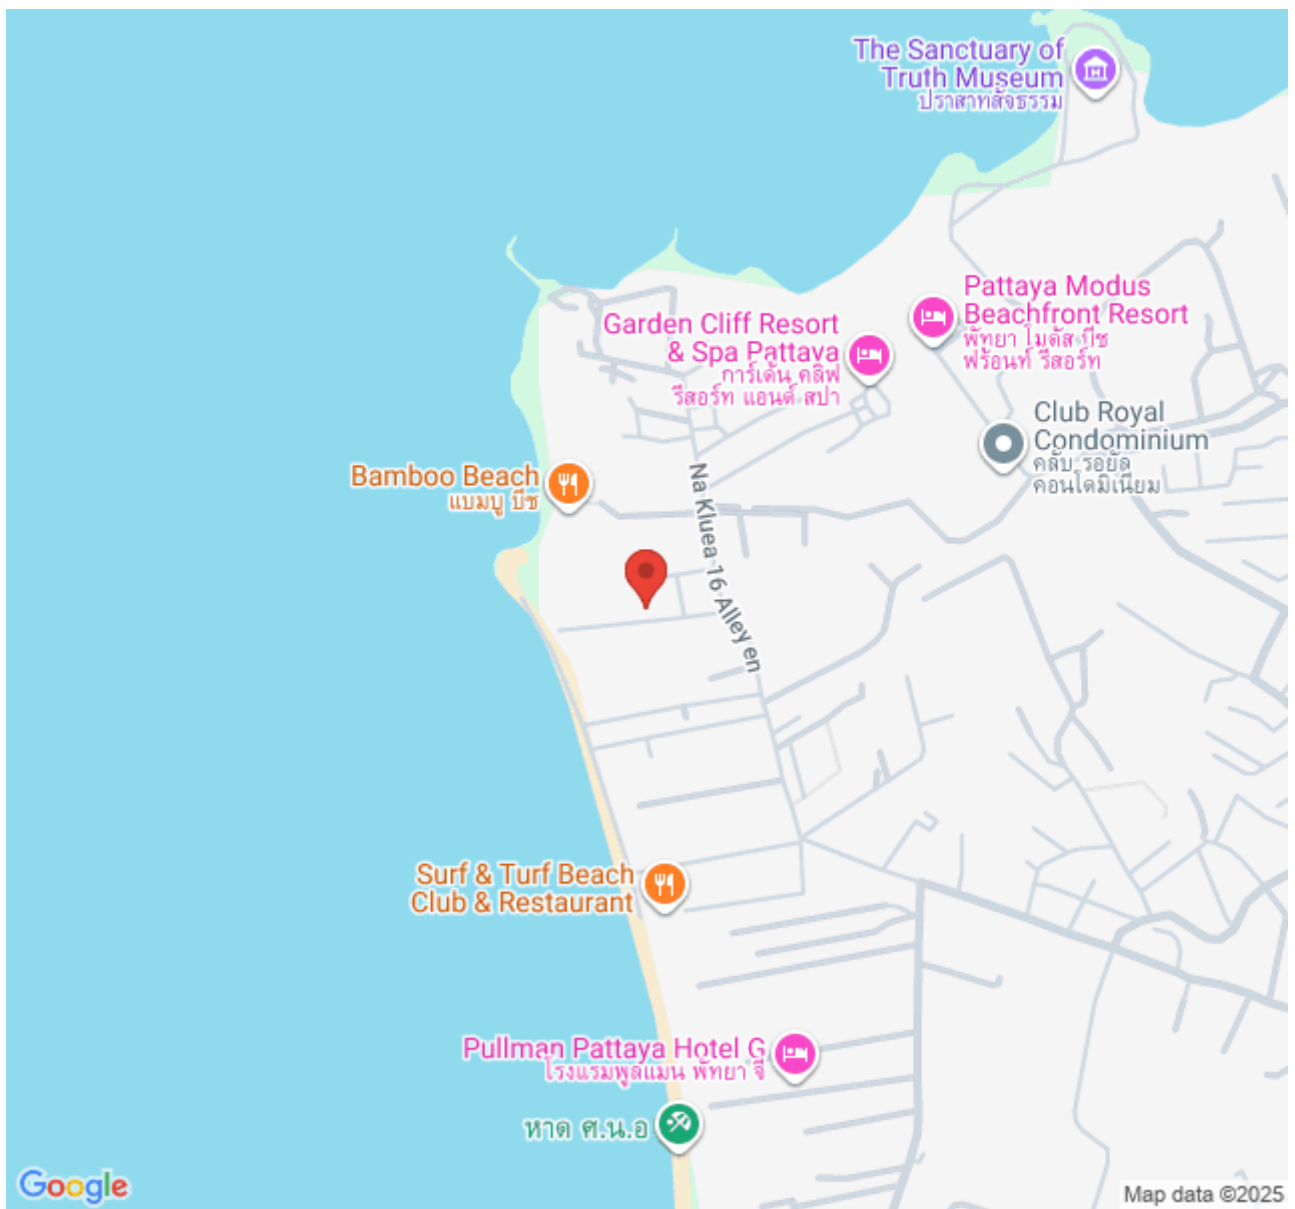 The Sanctuary of
Truth Museum
ปราสาทสัจธรรม
Pattaya Modus
Beachfront Resort
พัทยา โมดัส บีช
ฟร้อนท์ รีสอร์ท
Garden Cliff Resort
& Spa Pattaya
การ์เด้น คลิฟ
รีสอร์ท แอนด์ สปา
Club Royal
Condominium
คลับ รอยัล
คอนโดมิเนียม
Bamboo Beach
แบมบู บีช
Na Kluea 16 Alley en
Surf & Turf Beach
Club & Restaurant
Pullman Pattaya Hotel G
โรงแรมพูลแมน พัทยา จี
หาด ศ.น.อ
Google
Map data ©2025